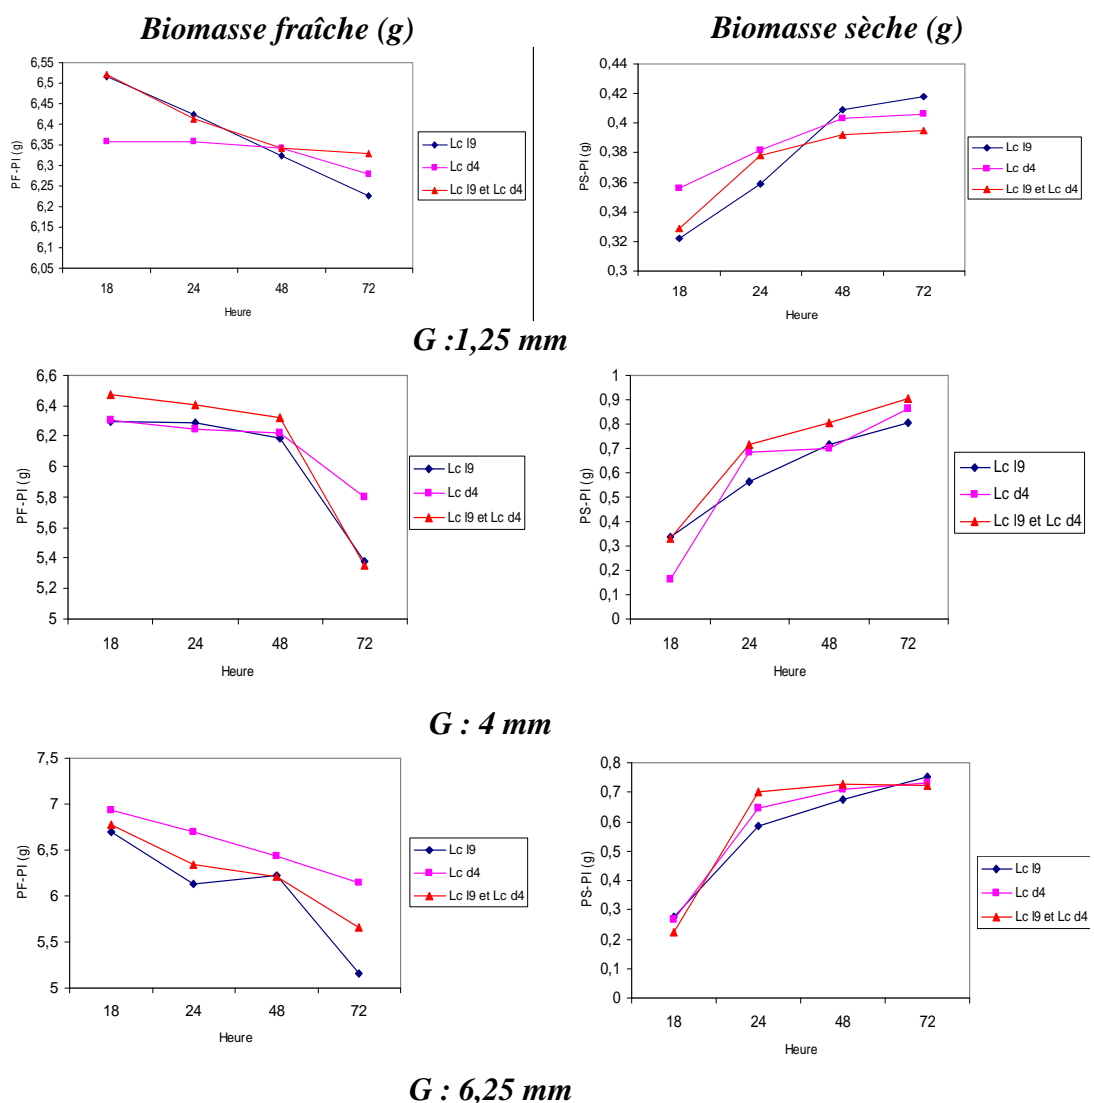 Biomasse fraîche (g)
Biomasse sèche (g)
PF-PI (g)
6,55
6,5
6,45
6,4
6,35
6,3
6,25
6,2
6,15
6,1
6,05
18 24 48 72
Heure
Lc l9
Lc d4
Lc l9 et Lc d4
PS-PI (g)
0,44
0,42
0,4
0,38
0,36
0,34
0,32
0,3
18 24 48 72
Heure
Lc l9
Lc d4
Lc l9 et Lc d4
G :1,25 mm
PF-PI (g)
6,6
6,4
6,2
6
5,8
5,6
5,4
5,2
5
18 24 48 72
Heure
Lc l9
Lc d4
Lc l9 et Lc d4
PS-PI (g)
1
0,9
0,8
0,7
0,6
0,5
0,4
0,3
0,2
0,1
0
18 24 48 72
Heure
Lc l9
Lc d4
Lc l9 et Lc d4
G : 4 mm
PF-PI (g)
7,5
7
6,5
6
5,5
5
18 24 48 72
Heure
Lc l9
Lc d4
Lc l9 et Lc d4
PS-PI (g)
0,8
0,7
0,6
0,5
0,4
0,3
0,2
0,1
0
18 24 48 72
Heure
Lc l9
Lc d4
Lc l9 et Lc d4
G : 6,25 mm